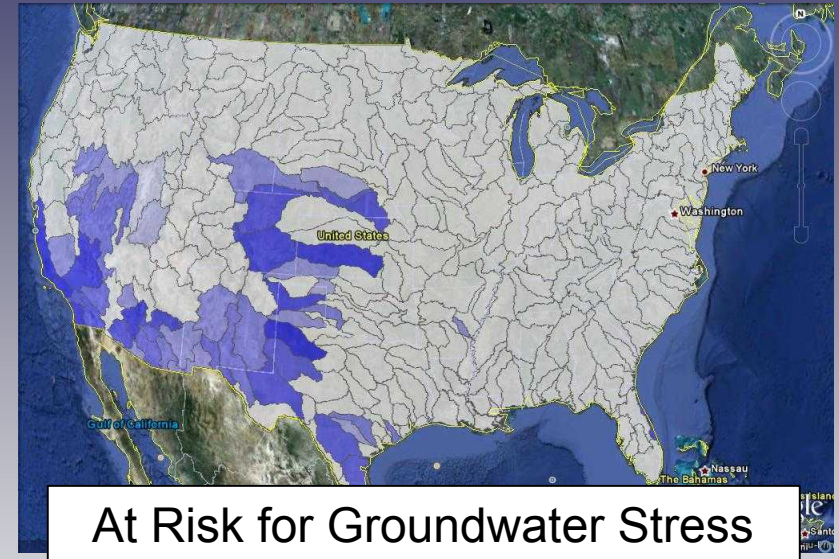 N
New York
Washington
United States
Gulf of California
Nassau
The Bahamas
At Risk for Groundwater Stress